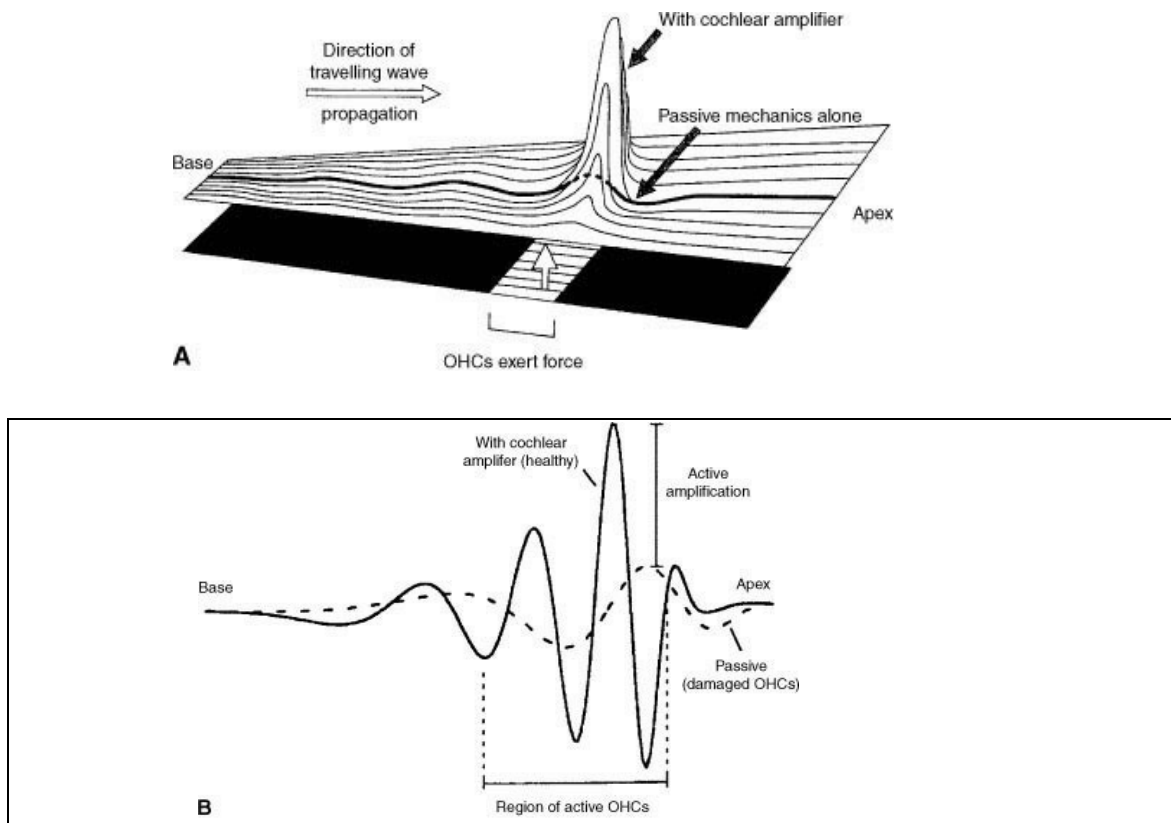 With cochlear amplifier
Direction of
travelling wave
propagation
Passive mechanics alone
Base
Apex
OHCs exert force
A
With cochlear
amplifer (healthy)
Active
amplification
Base
Apex
Passive
(damaged OHCs)
Region of active OHCs
B